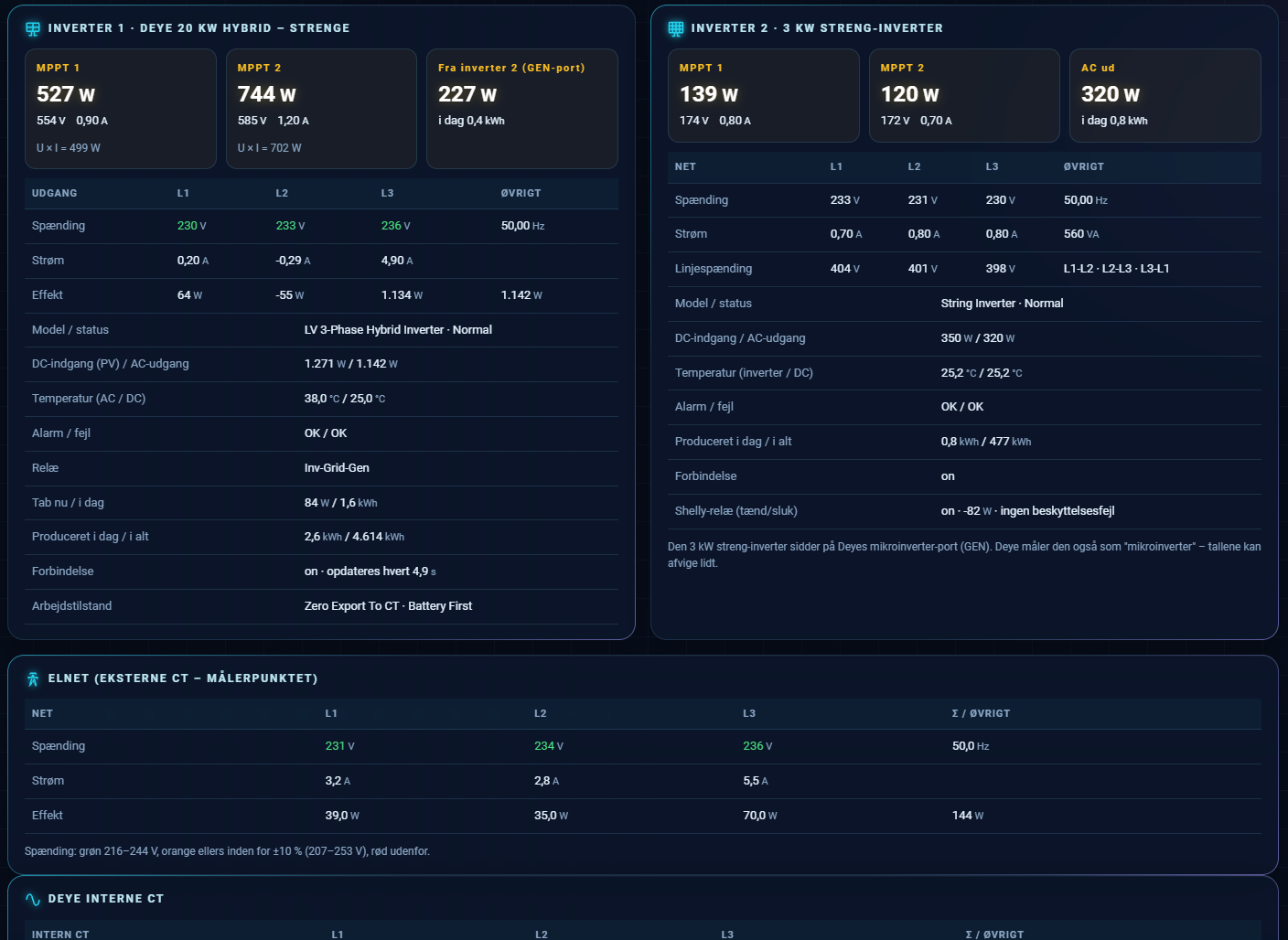 INVERTER 1 · DEYE 20 KW HYBRID – STRENGE
MPPT 1
527 W
554 V 0,90 A
U × I = 499 W
MPPT 2
744 W
585 V 1,20 A
U × I = 702 W
Fra inverter 2 (GEN-port)
227 W
i dag 0,4 kWh
UDGANG L1 L2 L3 ØVRIGT
Spænding 230 V 233 V 236 V 50,00 Hz
Strøm 0,20 A -0,29 A 4,90 A
Effekt 64 W -55 W 1.134 W 1.142 W
Model / status LV 3-Phase Hybrid Inverter · Normal
DC-indgang (PV) / AC-udgang 1.271 W / 1.142 W
Temperatur (AC / DC) 38,0 °C / 25,0 °C
Alarm / fejl OK / OK
Relæ Inv-Grid-Gen
Tab nu / i dag 84 W / 1,6 kWh
Produceret i dag / i alt 2,6 kWh / 4.614 kWh
Forbindelse on · opdateres hvert 4,9 s
Arbejdstilstand Zero Export To CT · Battery First
INVERTER 2 · 3 KW STRENG-INVERTER
MPPT 1
139 W
174 V 0,80 A
MPPT 2
120 W
172 V 0,70 A
AC ud
320 W
i dag 0,8 kWh
NET L1 L2 L3 ØVRIGT
Spænding 233 V 231 V 230 V 50,00 Hz
Strøm 0,70 A 0,80 A 0,80 A 560 VA
Linjespænding 404 V 401 V 398 V L1-L2 · L2-L3 · L3-L1
Model / status String Inverter · Normal
DC-indgang / AC-udgang 350 W / 320 W
Temperatur (inverter / DC) 25,2 °C / 25,2 °C
Alarm / fejl OK / OK
Produceret i dag / i alt 0,8 kWh / 477 kWh
Forbindelse on
Shelly-relæ (tænd/sluk) on · -82 W · ingen beskyttelsesfejl
Den 3 kW streng-inverter sidder på Deyes mikroinverter-port (GEN). Deye måler den også som "mikroinverter" – tallene kan
afvige lidt.
ELNET (EKSTERNE CT – MÅLERPUNKTET)
NET L1 L2 L3 Σ / ØVRIGT
Spænding 231 V 234 V 236 V 50,0 Hz
Strøm 3,2 A 2,8 A 5,5 A
Effekt 39,0 W 35,0 W 70,0 W 144 W
Spænding: grøn 216–244 V, orange ellers inden for ±10 % (207–253 V), rød udenfor.
DEYE INTERNE CT
INTERN CT L1 L2 L3 Σ / ØVRIGT